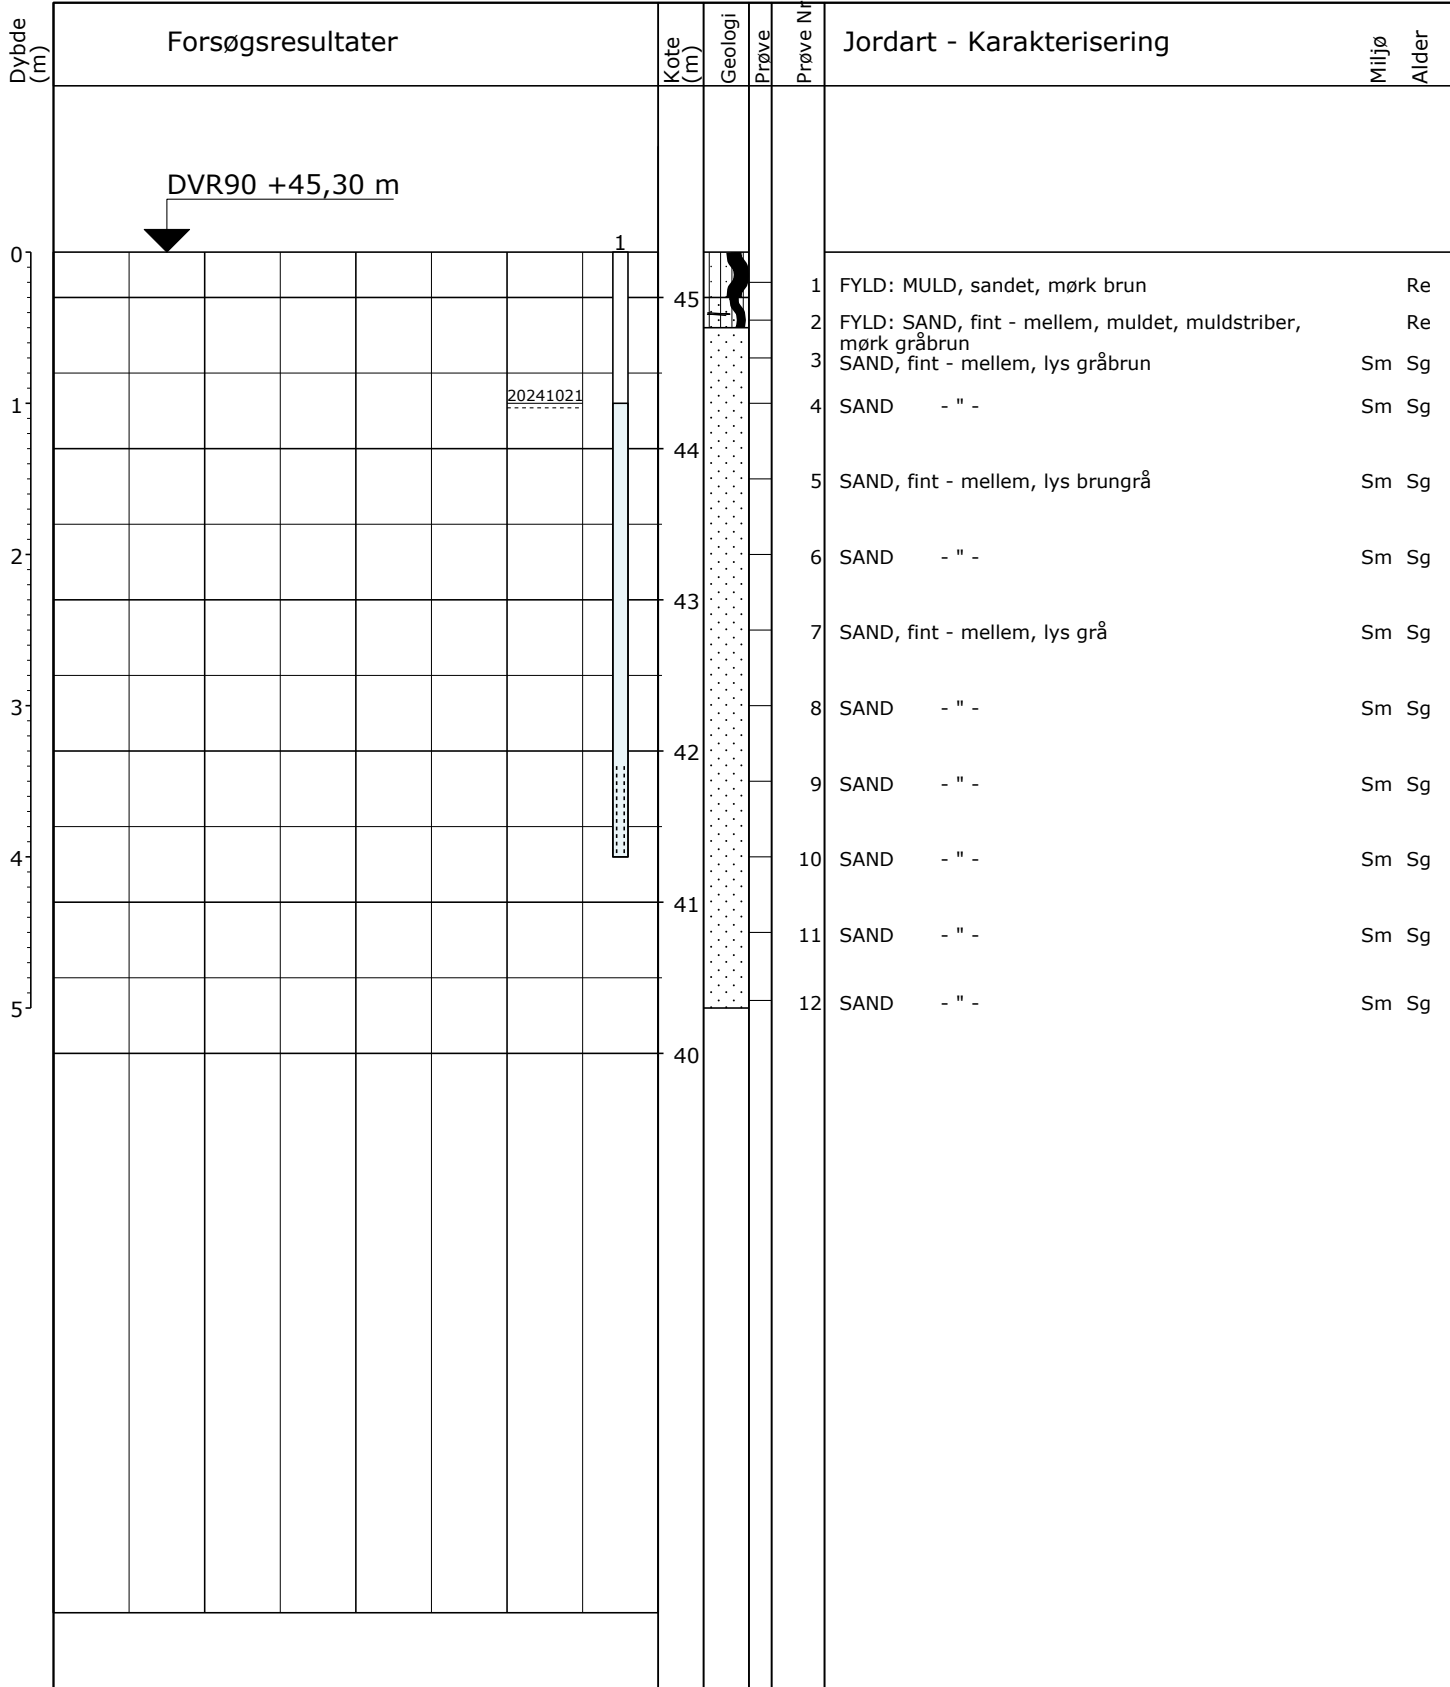 Dybde (m)
Forsøgsresultater
Kote (m)
Geologi
Prøve
Prøve Nr
Jordart - Karakterisering
Miljø
Alder
DVR90 +45,30 m
0
1
45
1 FYLD: MULD, sandet, mørk brun Re
2 FYLD: SAND, fint - mellem, muldet, muldstriber, Re
mørk gråbrun
3 SAND, fint - mellem, lys gråbrun Sm Sg
20241021
1
4 SAND - " - Sm Sg
44
5 SAND, fint - mellem, lys brungrå Sm Sg
2
6 SAND - " - Sm Sg
43
7 SAND, fint - mellem, lys grå Sm Sg
3
8 SAND - " - Sm Sg
42
9 SAND - " - Sm Sg
4
10 SAND - " - Sm Sg
41
11 SAND - " - Sm Sg
5
12 SAND - " - Sm Sg
40